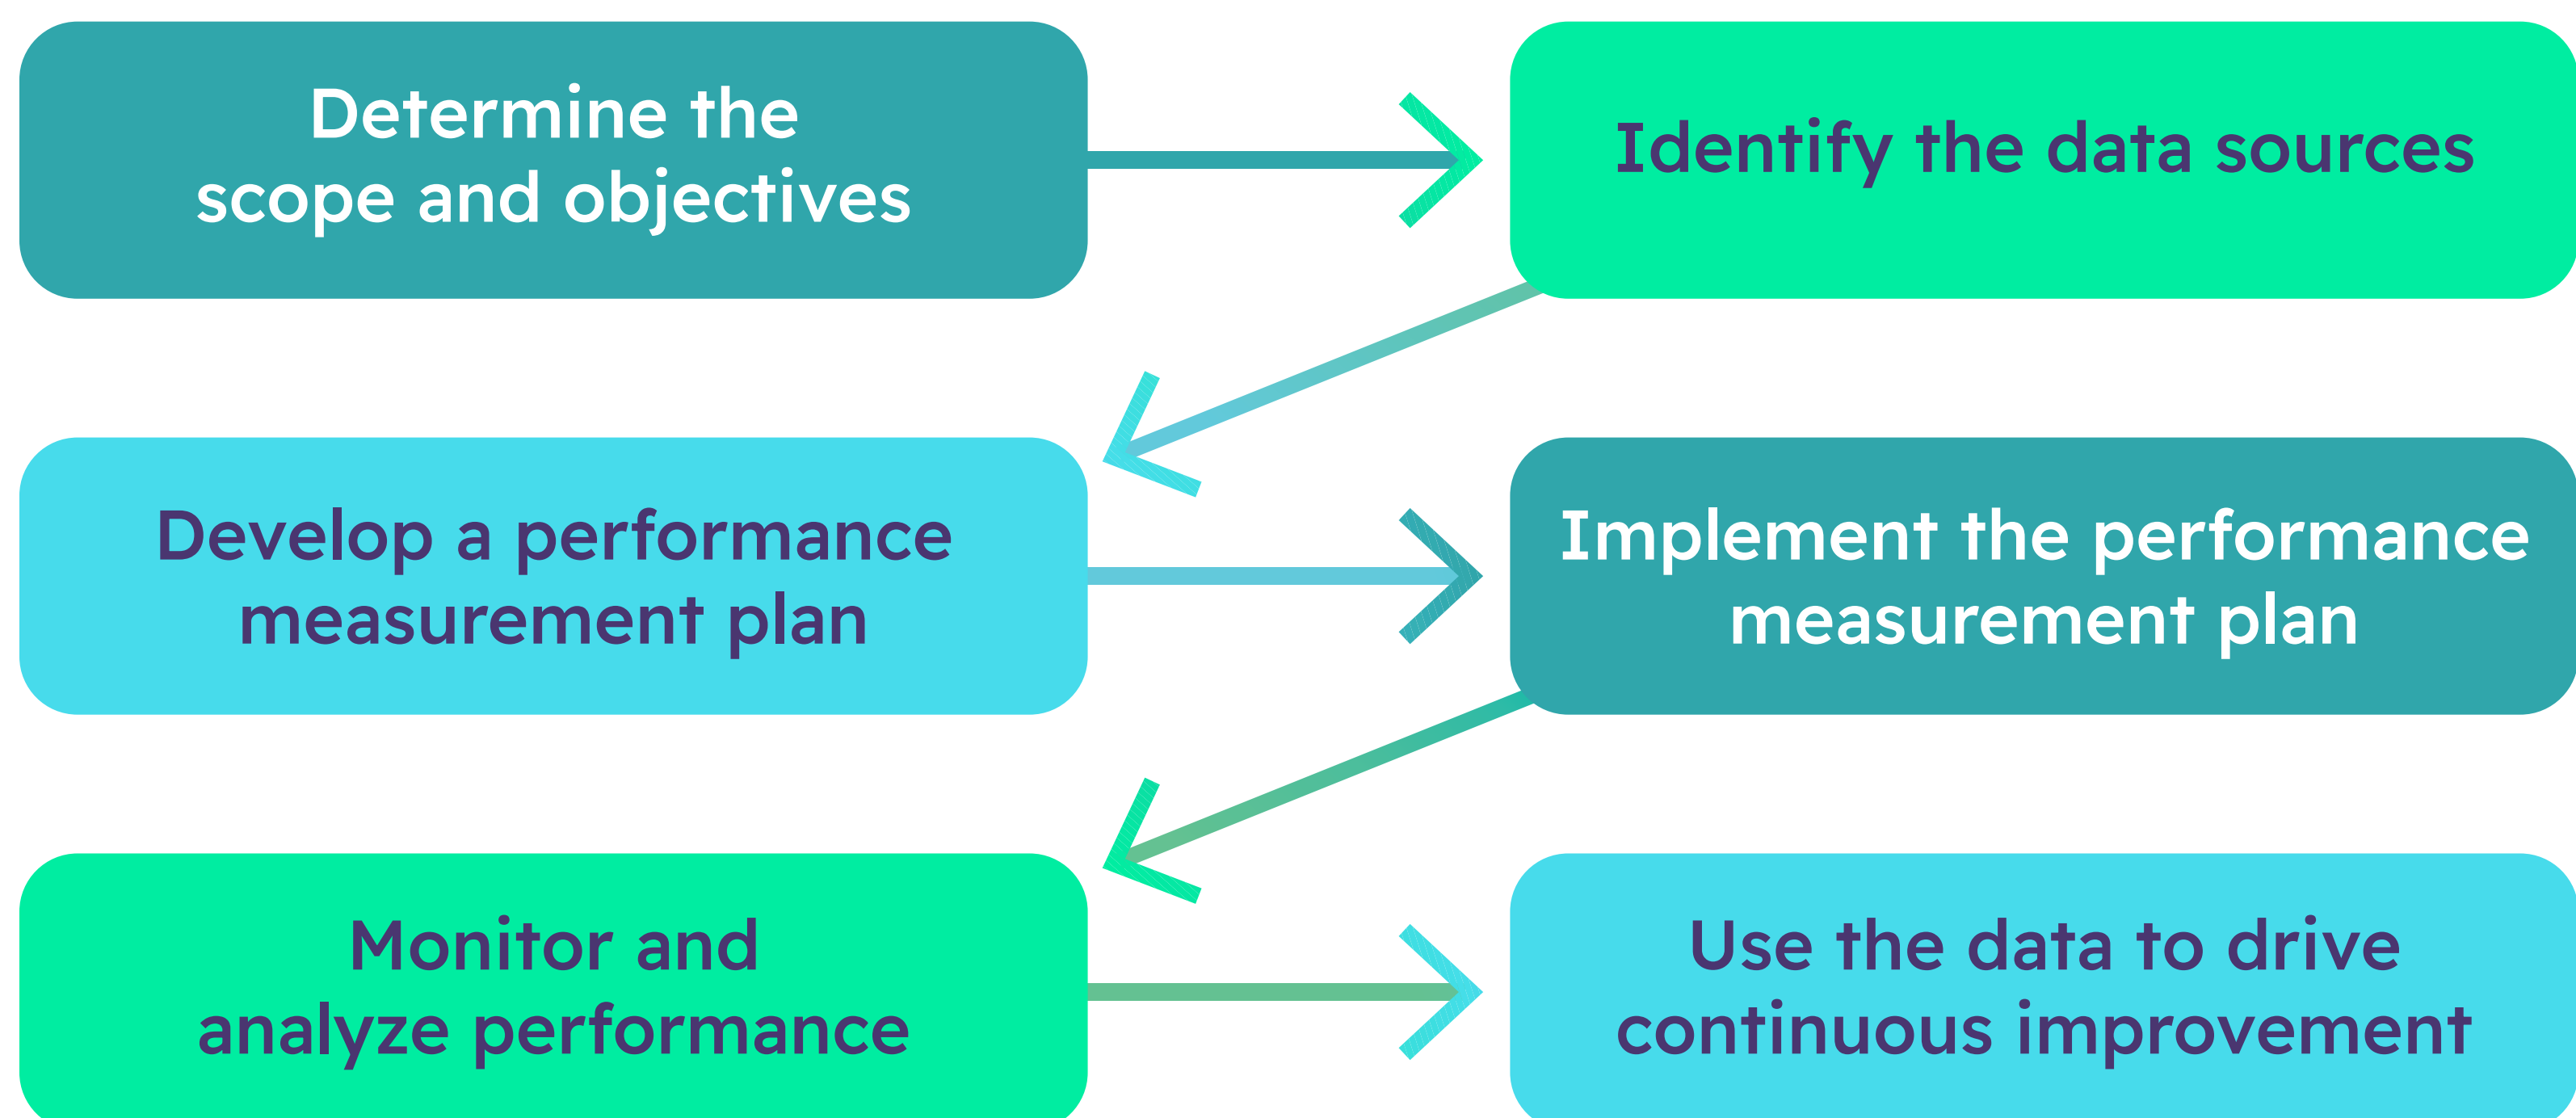 Determine the
scope and objectives
Identify the data sources
Develop a performance
measurement plan
Implement the performance
measurement plan
Monitor and
analyze performance
Use the data to drive
continuous improvement